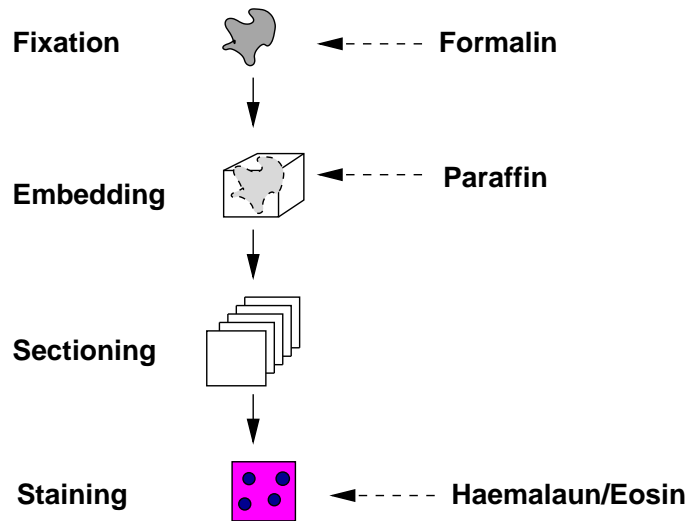 Fixation
Formalin
Embedding
Paraffin
Sectioning
Staining
Haemalaun/Eosin